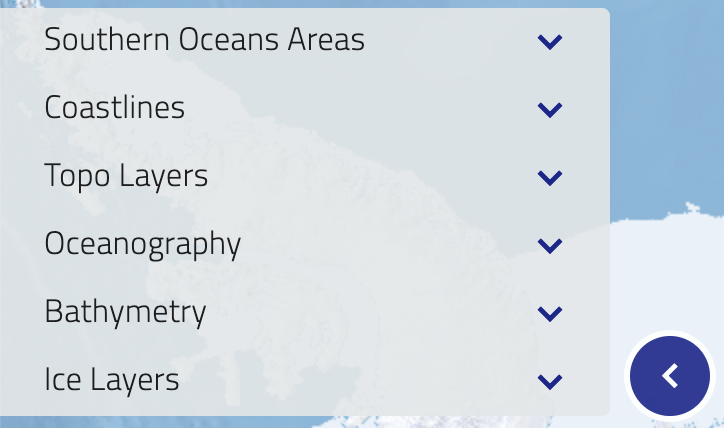 Southern Oceans Areas
Coastlines
Topo Layers
Oceanography
Bathymetry
Ice Layers